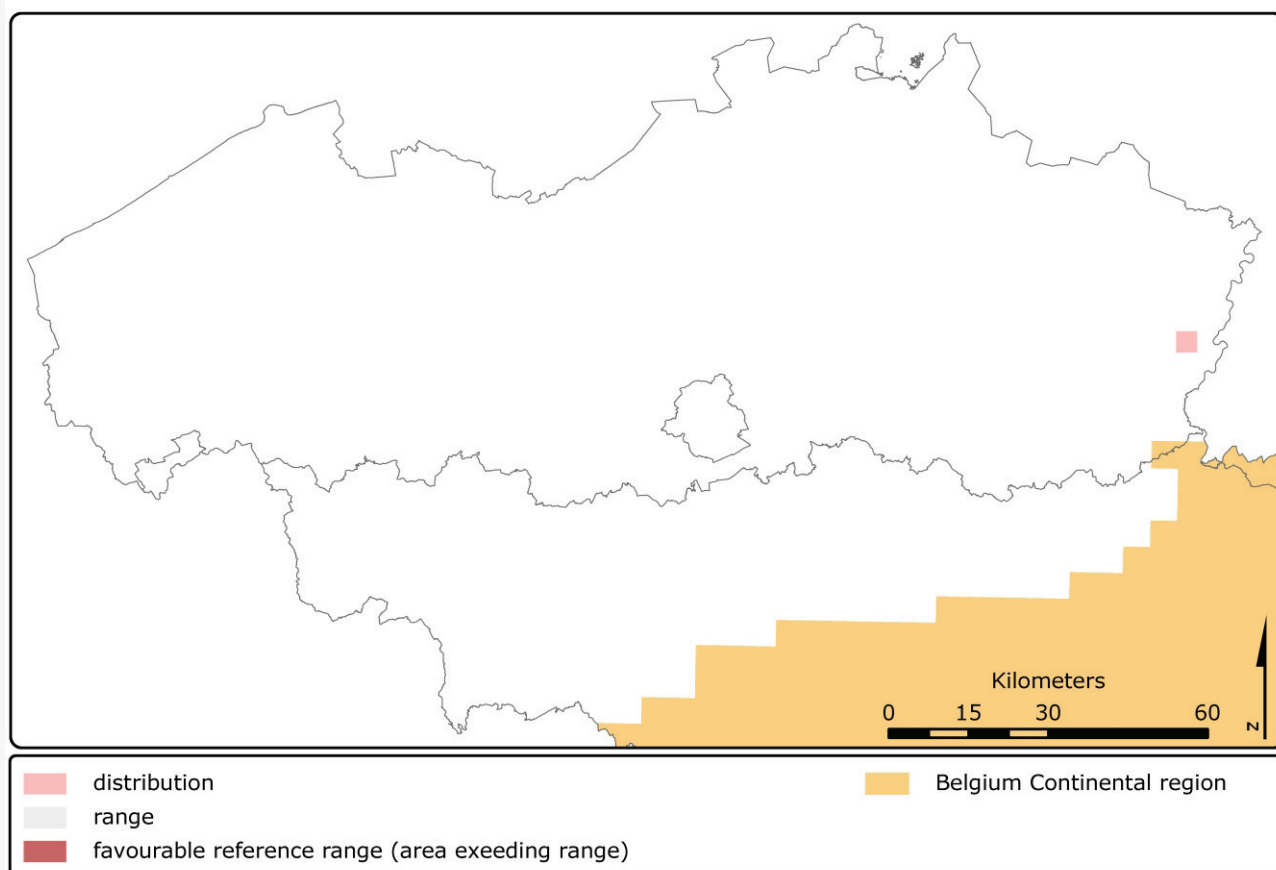 Kilometers
0 15 30 60
N
distribution
range
favourable reference range (area exeeding range)
Belgium Continental region